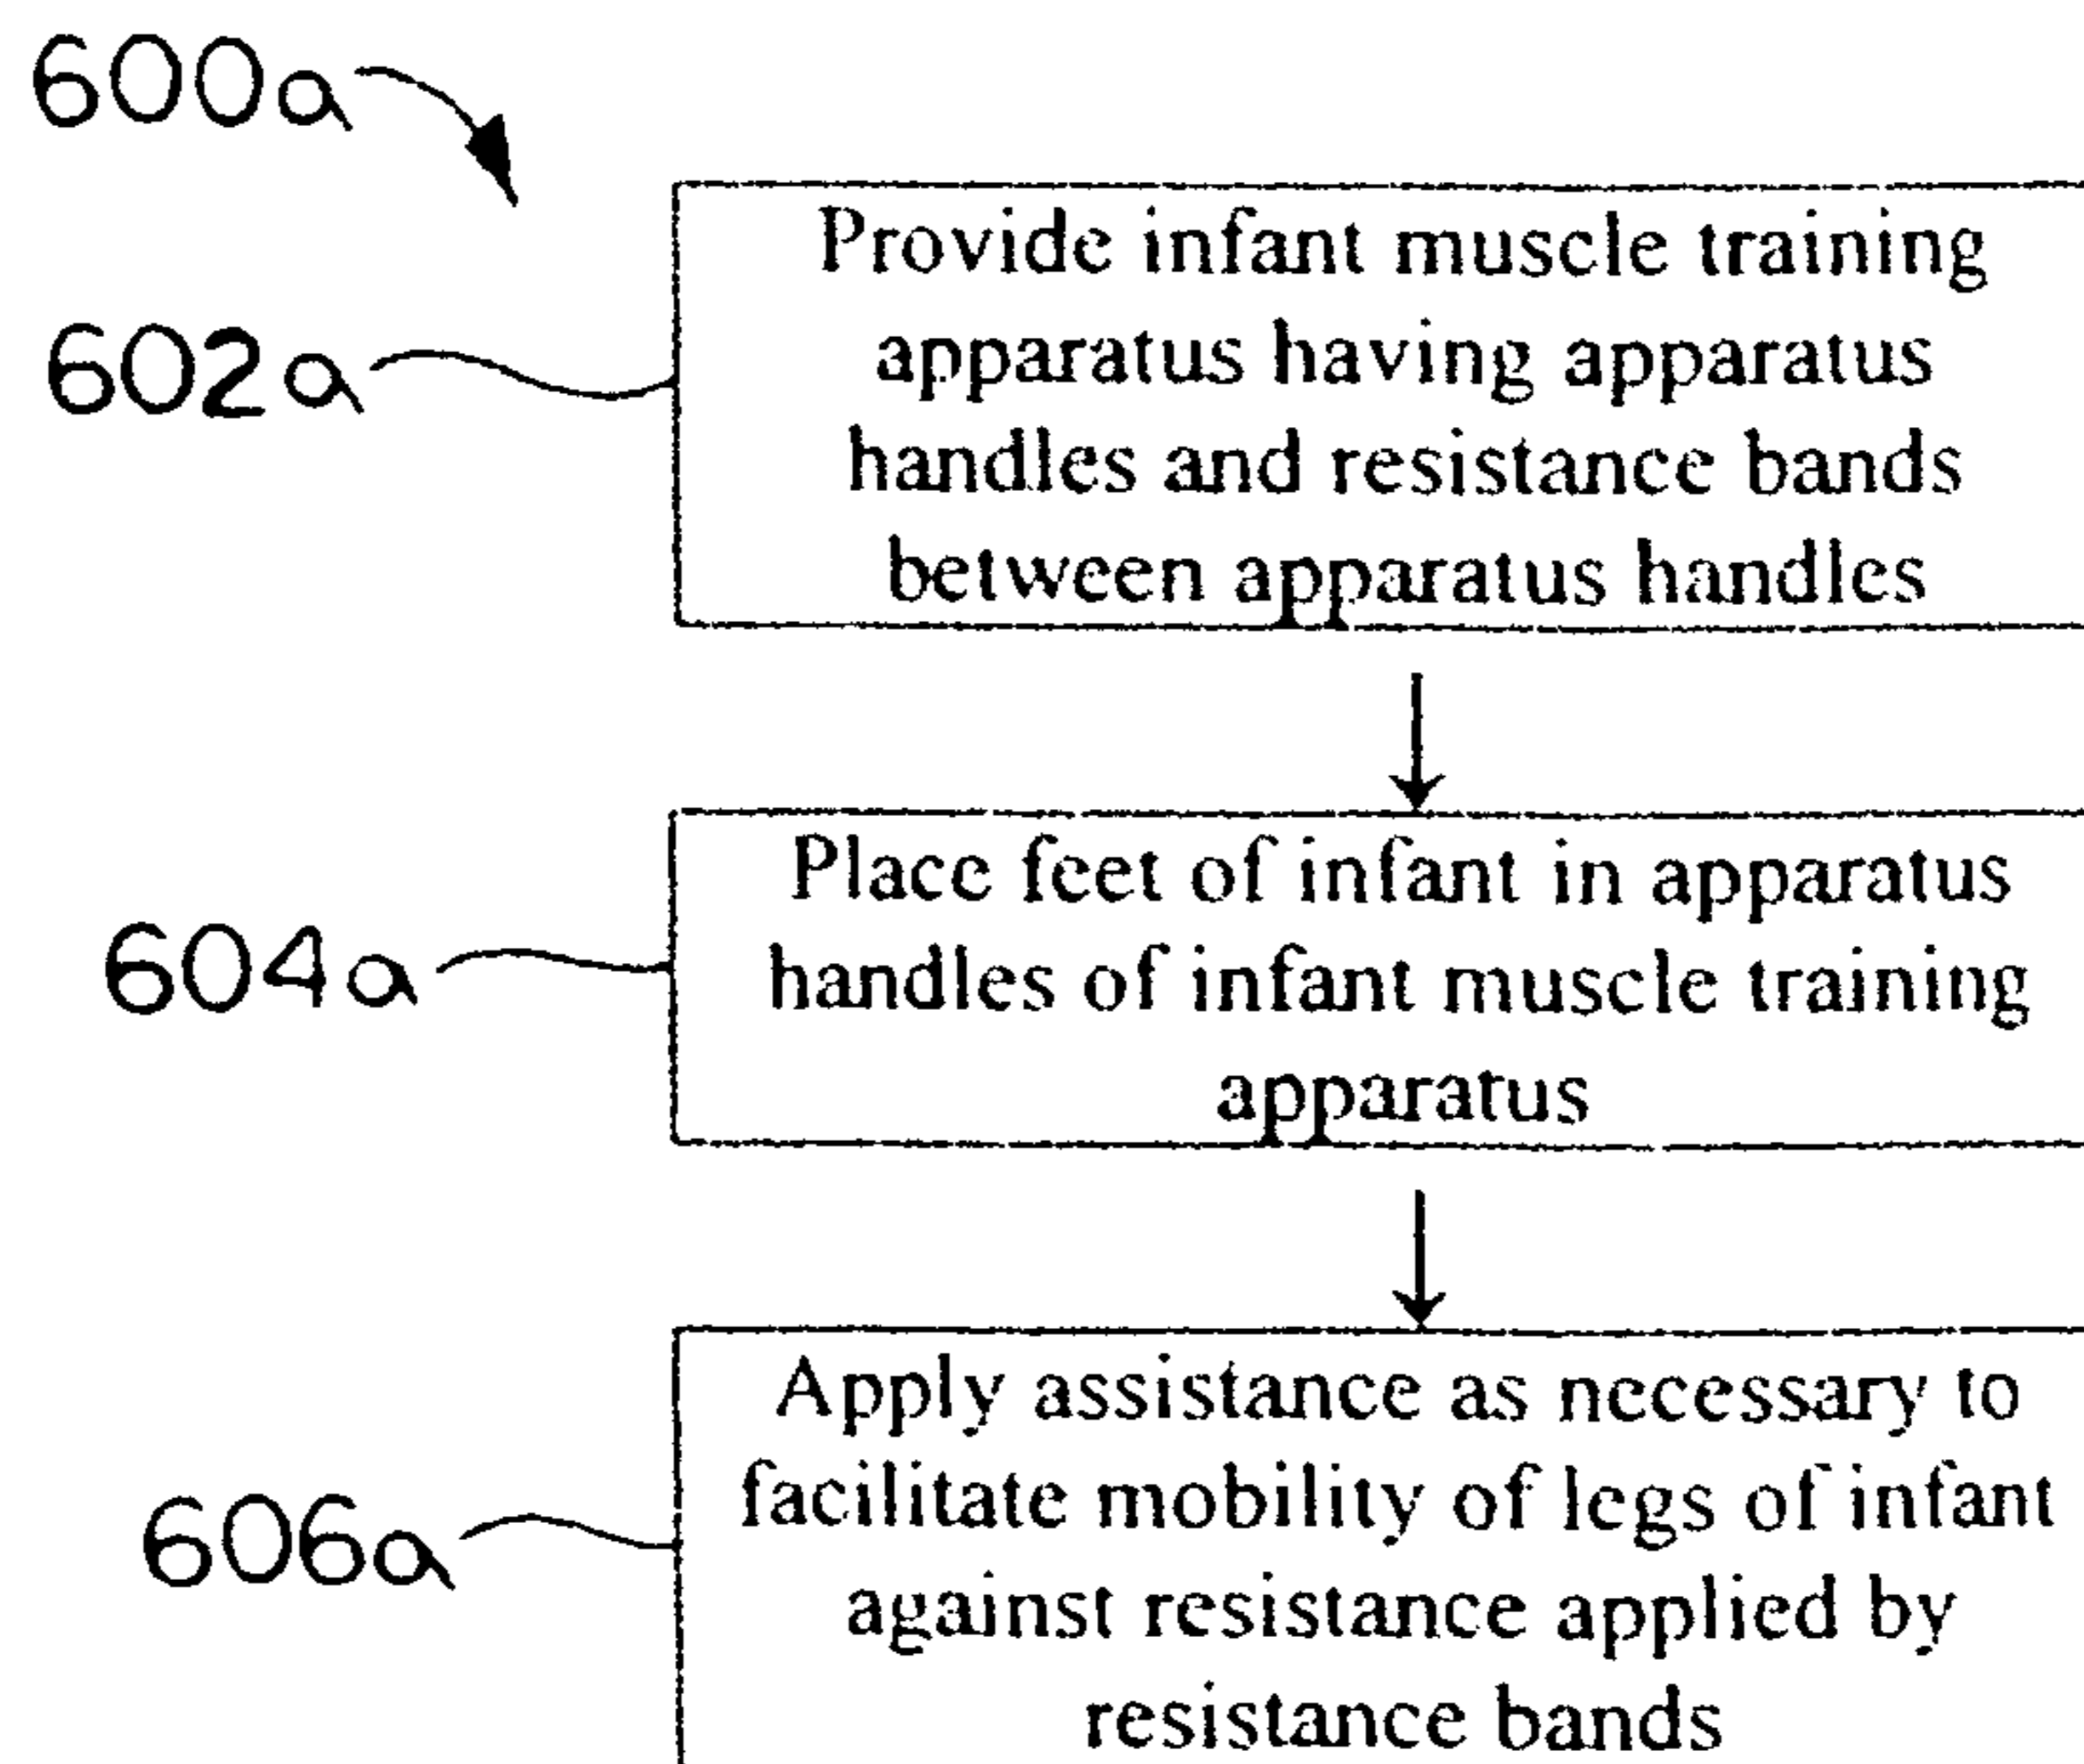 600a
602a
Provide infant muscle training
apparatus having apparatus
handles and resistance bands
between apparatus handles
604a
Place feet of infant in apparatus
handles of infant muscle training
apparatus
606a
Apply assistance as necessary to
facilitate mobility of legs of infant
against resistance applied by
resistance bands